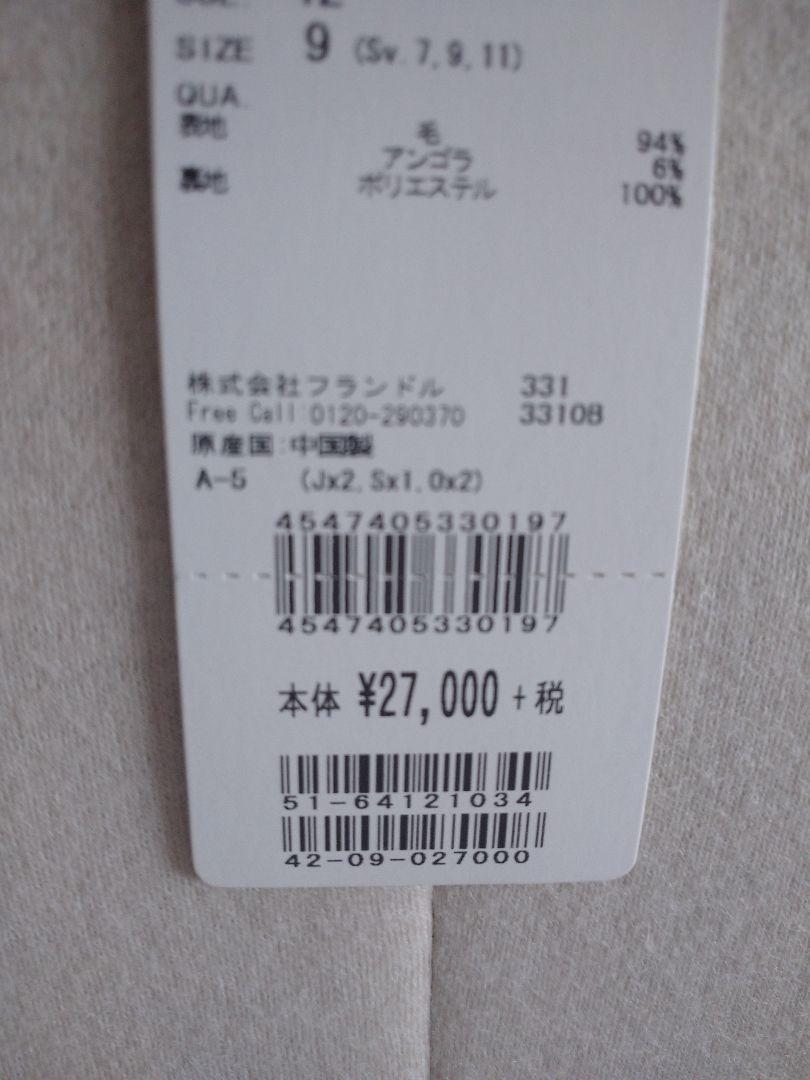 SIZE 9 (Sv.7,9,11)
QUA.
表地 毛 94%
アンゴラ 6%
裏地 ポリエステル 100%
株式会社フランドル 331
Free Call:0120-290370 33108
原産国:中国製
A-5 (Jx2,Sx1,Ox2)
4547405330197
4547405330197
本体 ¥27,000 +税
51-64121034
42-09-027000